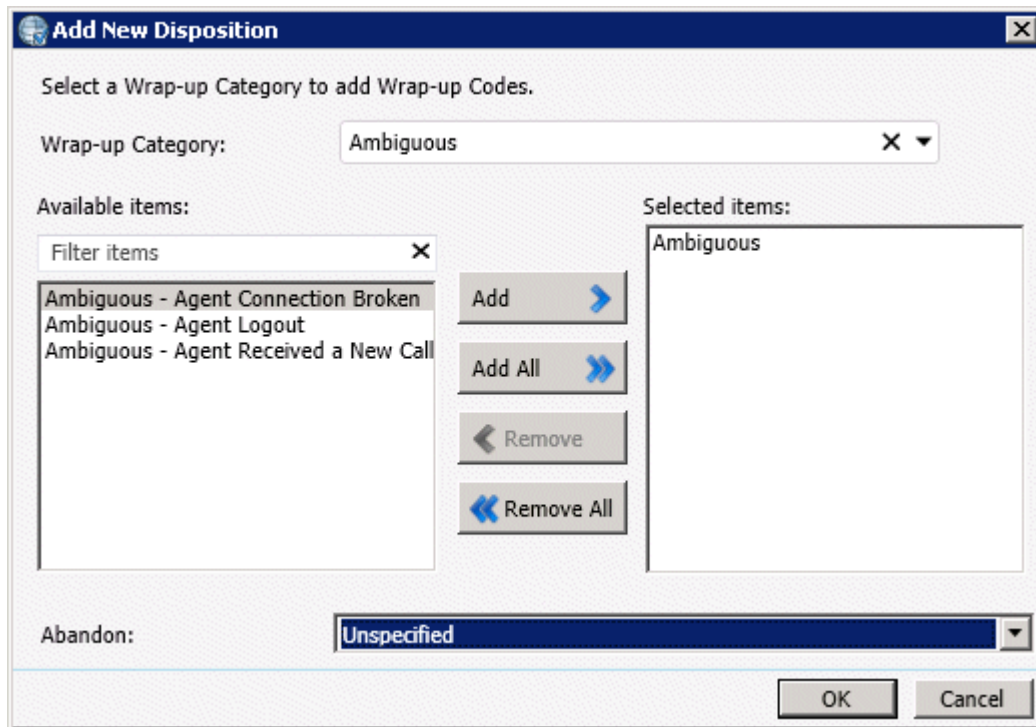 Add New Disposition
Select a Wrap-up Category to add Wrap-up Codes.
Wrap-up Category:
Ambiguous
Available items:
Selected items:
Filter items
Ambiguous - Agent Connection Broken
Ambiguous - Agent Logout
Ambiguous - Agent Received a New Call
Add
Add All
Remove
Remove All
Ambiguous
Abandon:
Unspecified
OK
Cancel